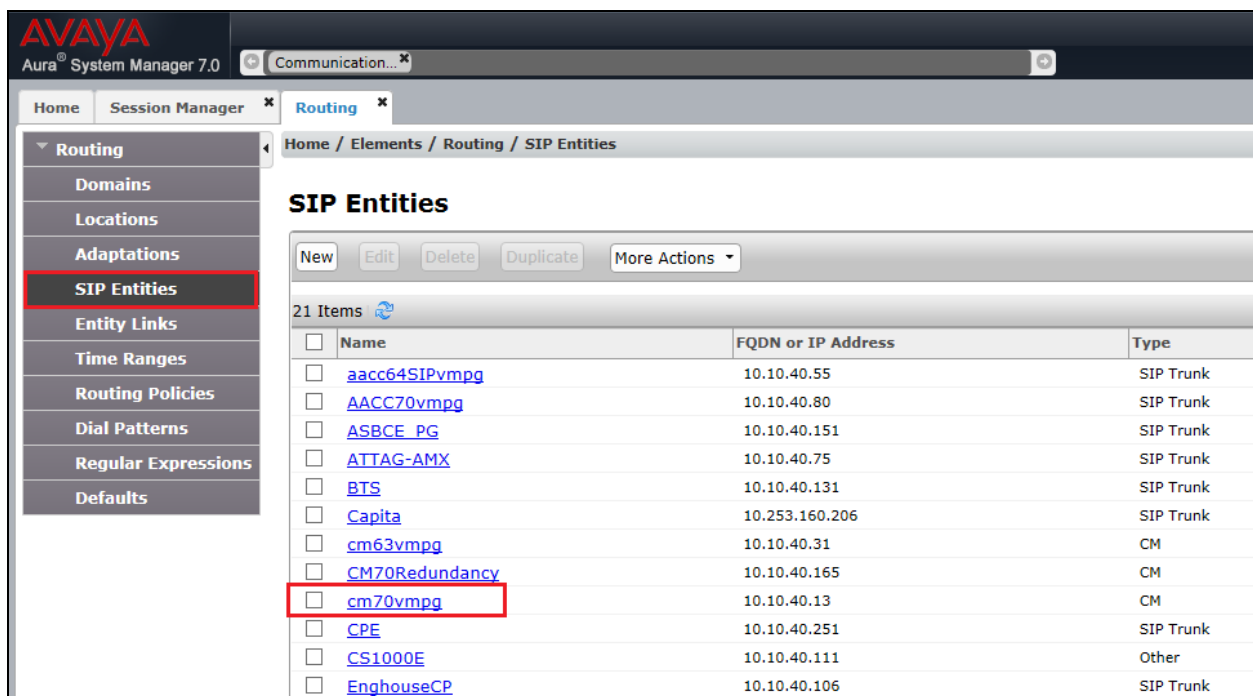 AVAYA
Aura® System Manager 7.0
Communication...
Home Session Manager Routing
Routing
Home / Elements / Routing / SIP Entities
Domains
Locations
Adaptations
SIP Entities
Entity Links
Time Ranges
Routing Policies
Dial Patterns
Regular Expressions
Defaults
SIP Entities
New Edit Delete Duplicate More Actions
21 Items
Name FQDN or IP Address Type
aacc64SIPvmpg 10.10.40.55 SIP Trunk
AACC70vmpg 10.10.40.80 SIP Trunk
ASBCE_PG 10.10.40.151 SIP Trunk
ATTAG-AMX 10.10.40.75 SIP Trunk
BTS 10.10.40.131 SIP Trunk
Capita 10.253.160.206 SIP Trunk
cm63vmpg 10.10.40.31 CM
CM70Redundancy 10.10.40.165 CM
cm70vmpg 10.10.40.13 CM
CPE 10.10.40.251 SIP Trunk
CS1000E 10.10.40.111 Other
EnghouseCP 10.10.40.106 SIP Trunk